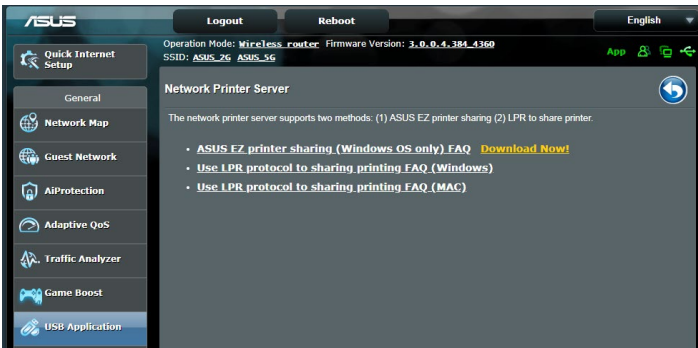 ASUS
Logout
Reboot
English
Quick Internet
Setup
Operation Mode: Wireless router Firmware Version: 3.0.0.4.384_4360
SSID: ASUS_2G ASUS_5G
App
General
Network Map
Guest Network
AiProtection
Adaptive QoS
Traffic Analyzer
Game Boost
USB Application
Network Printer Server
The network printer server supports two methods: (1) ASUS EZ printer sharing (2) LPR to share printer.
ASUS EZ printer sharing (Windows OS only) FAQ Download Now!
Use LPR protocol to sharing printing FAQ (Windows)
Use LPR protocol to sharing printing FAQ (MAC)